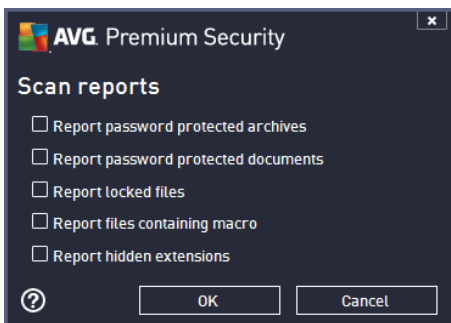 AVG. Premium Security
Scan reports
Report password protected archives
Report password protected documents
Report locked files
Report files containing macro
Report hidden extensions
? OK Cancel